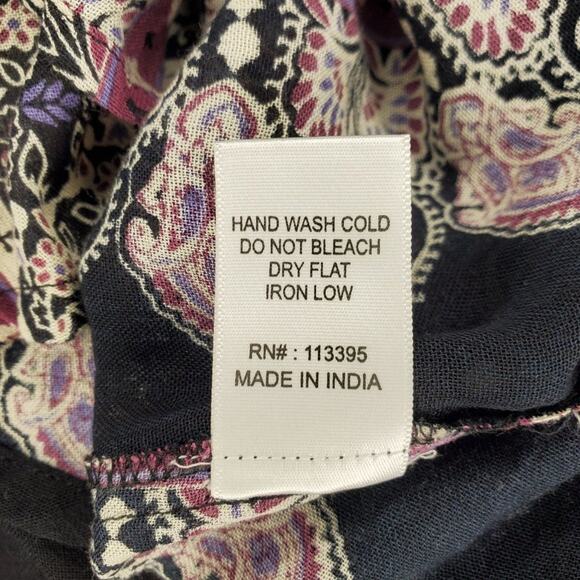 HAND WASH COLD
DO NOT BLEACH
DRY FLAT
IRON LOW
RN# : 113395
MADE IN INDIA